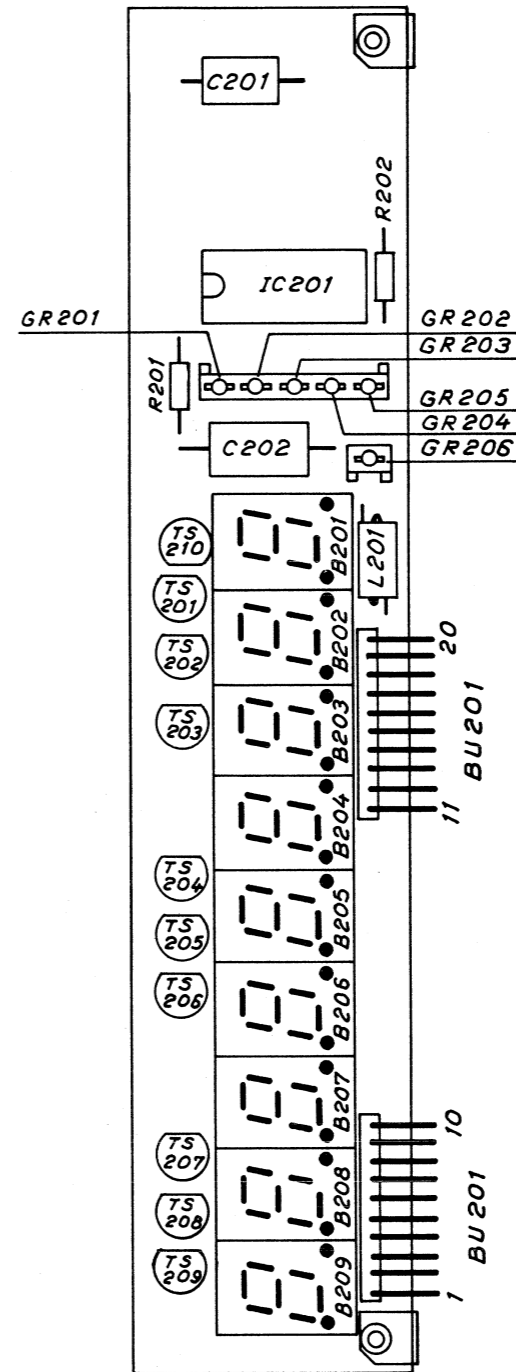 C201
R202
IC201
GR201
GR202
GR203
R201
GR205
GR204
C202
GR206
TS
210
B201
L201
TS
201
B202
20
TS
202
BU201
TS
203
B203
B204
11
TS
204
B205
TS
205
B206
TS
206
B207
10
TS
207
B208
BU201
TS
208
TS
209
B209
1